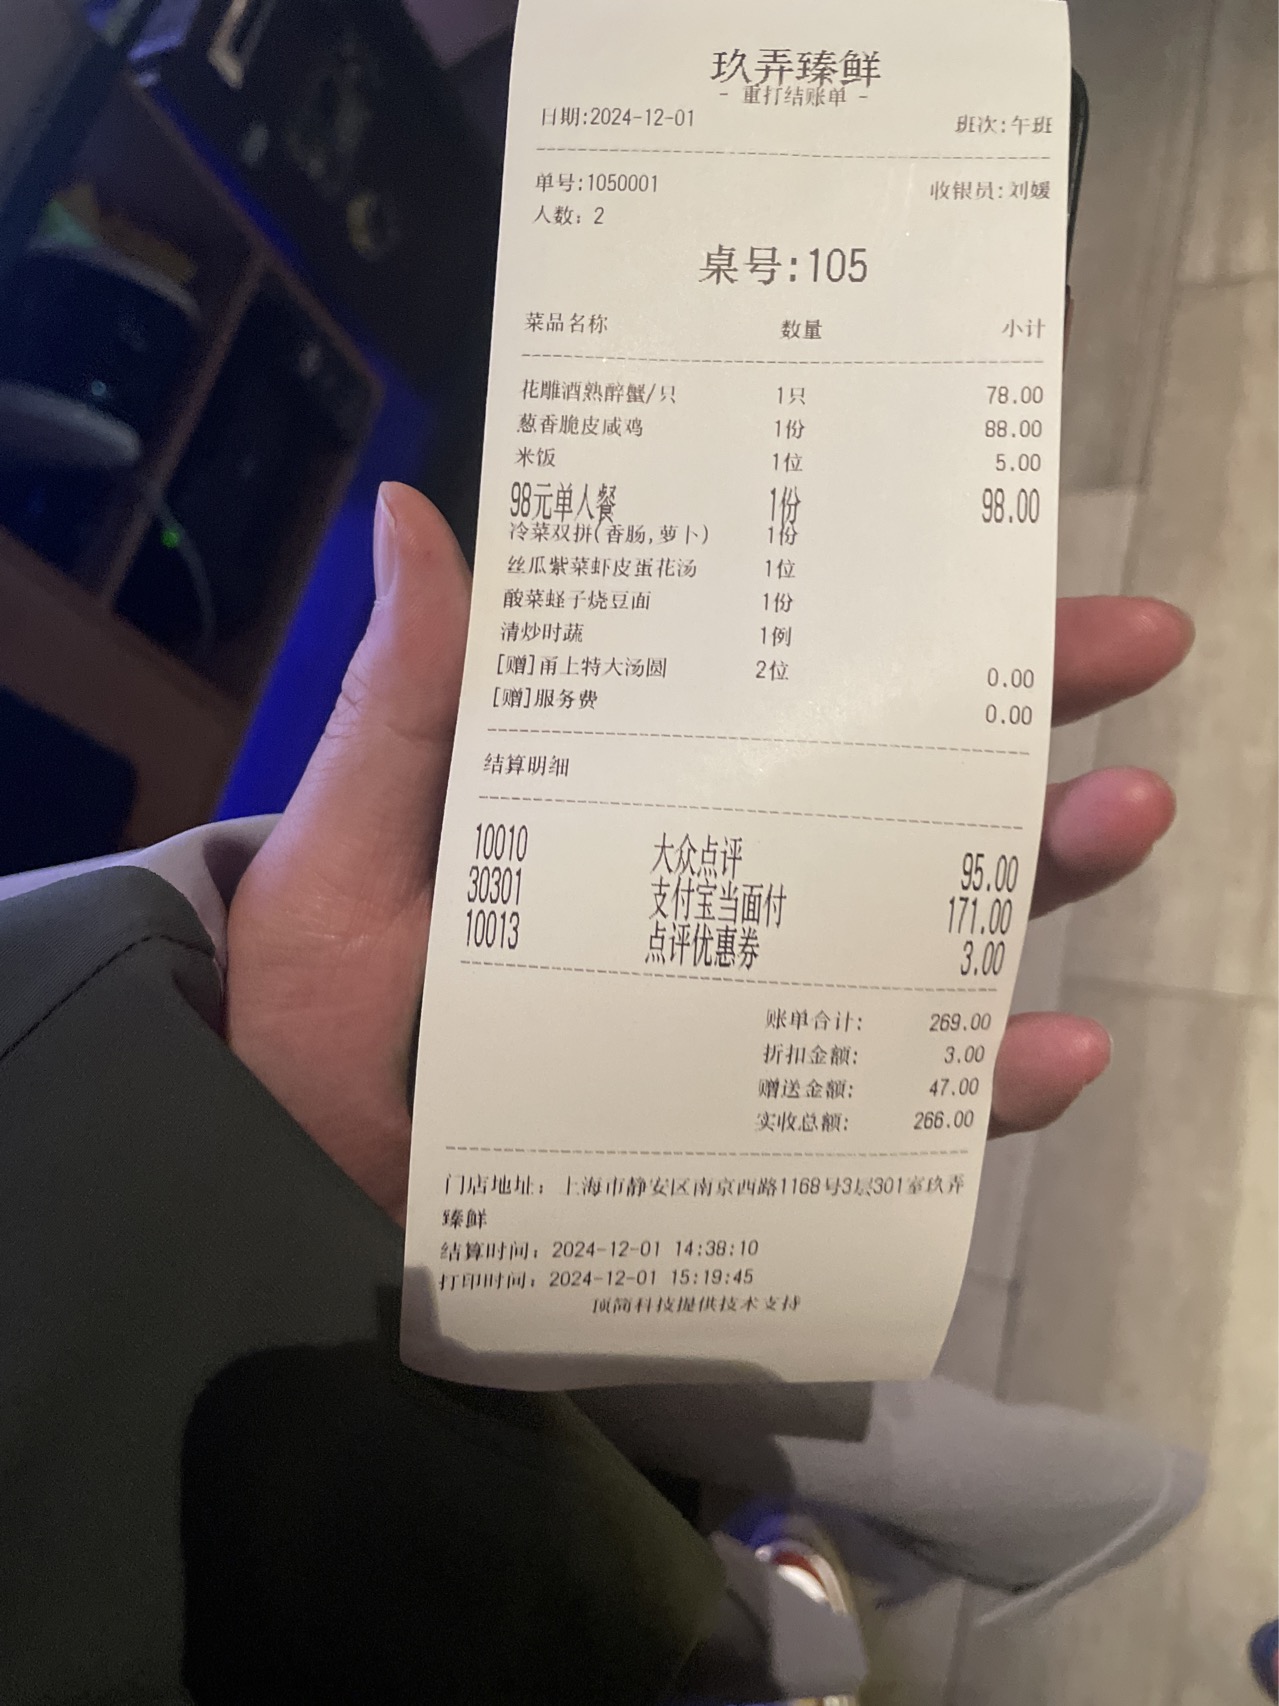 玖弄臻鲜
- 重打结账单 -
日期:2024-12-01 班次:午班
单号:1050001 收银员:刘媛
人数: 2
桌号:105
菜品名称 数量 小计
花雕酒熟醉蟹/只 1只 78.00
葱香脆皮咸鸡 1份 88.00
米饭 1位 5.00
98元单人餐 1份 98.00
冷菜双拼(香肠,萝卜) 1份
丝瓜紫菜虾皮蛋花汤 1位
酸菜蛏子烧豆面 1份
清炒时蔬 1例
[赠]甬上特大汤圆 2位 0.00
[赠]服务费 0.00
结算明细
10010 大众点评 95.00
30301 支付宝当面付 171.00
10013 点评优惠券 3.00
账单合计: 269.00
折扣金额: 3.00
赠送金额: 47.00
实收总额: 266.00
门店地址: 上海市静安区南京西路1168号3层301室玖弄
臻鲜
结算时间: 2024-12-01 14:38:10
打印时间: 2024-12-01 15:19:45
顶简科技提供技术支持